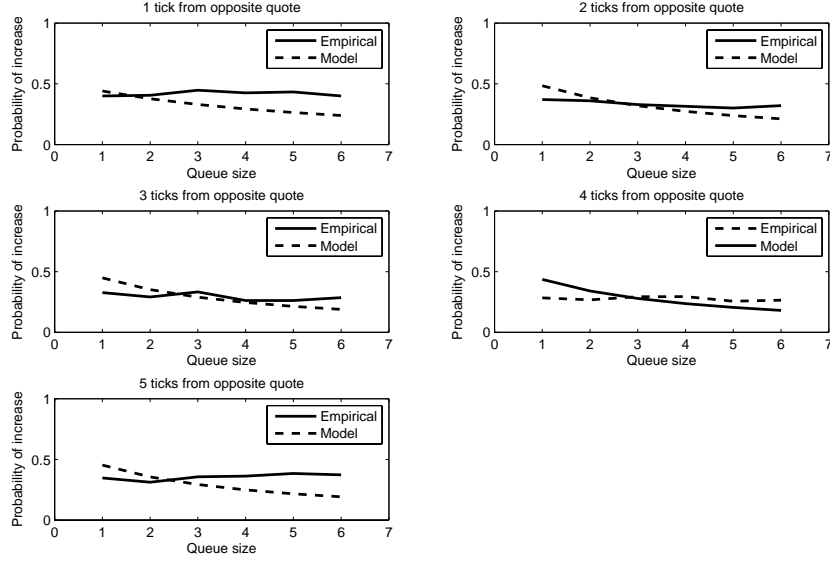 1 tick from opposite quote
Probability of increase
1
0.5
0
0 1 2 3 4 5 6 7
Queue size
Empirical
Model
2 ticks from opposite quote
Probability of increase
1
0.5
0
0 1 2 3 4 5 6 7
Queue size
Empirical
Model
3 ticks from opposite quote
Probability of increase
1
0.5
0
0 1 2 3 4 5 6 7
Queue size
Empirical
Model
4 ticks from opposite quote
Probability of increase
1
0.5
0
0 1 2 3 4 5 6 7
Queue size
Empirical
Model
5 ticks from opposite quote
Probability of increase
1
0.5
0
0 1 2 3 4 5 6 7
Queue size
Empirical
Model